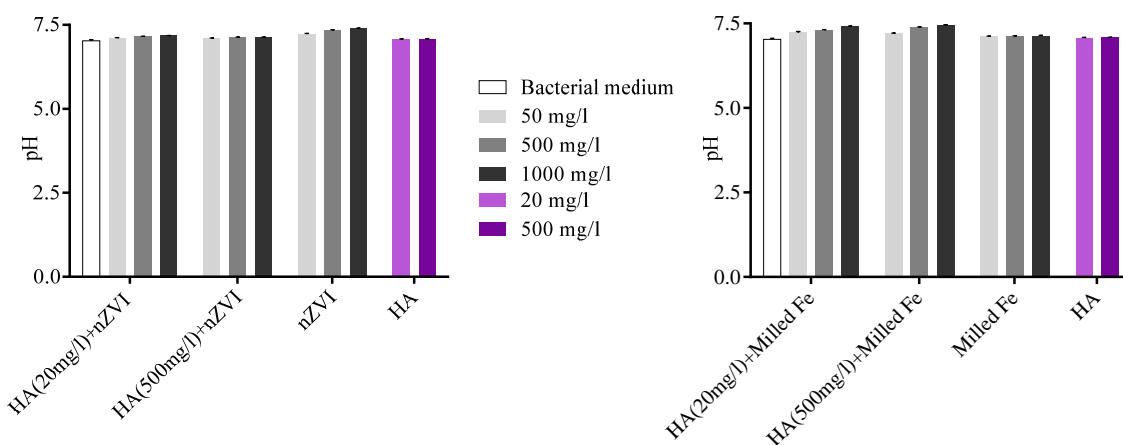 7.5
5.0
2.5
0.0
pH
HA(20mg/l)+nZVI
HA(500mg/l)+nZVI
nZVI
HA
Bacterial medium
50 mg/l
500 mg/l
1000 mg/l
20 mg/l
500 mg/l
7.5
5.0
2.5
0.0
pH
HA(20mg/l)+Milled Fe
HA(500mg/l)+Milled Fe
Milled Fe
HA